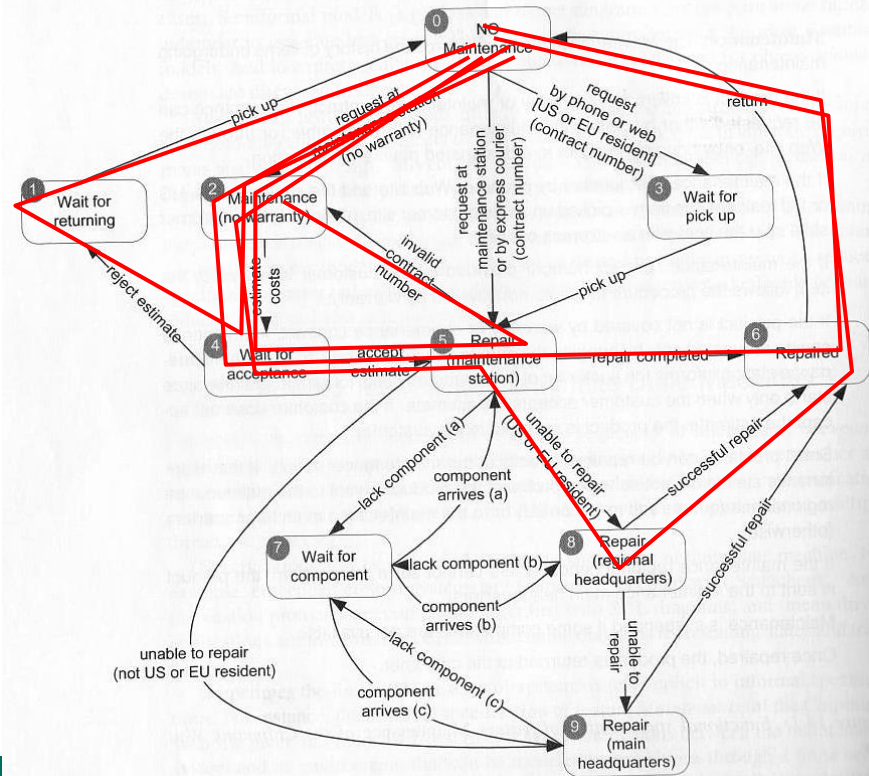 0
NO
Maintenance
pick up
request at
maintenance station
(no warranty)
request at
maintenance station
or by express courier
(contract number)
request
by phone or web
[US or EU resident]
(contract number)
return
1
Wait for
returning
2
Maintenance
(no warranty)
3
Wait for
pick up
estimate
costs
invalid
contract
number
pick up
reject estimate
4
Wait for
acceptance
accept
estimate
5
Repair
(maintenance
station)
repair completed
6
Repaired
lack component (a)
component
arrives (a)
unable to repair
(US or EU resident)
successful repair
successful repair
7
Wait for
component
lack component (b)
component
arrives (b)
8
Repair
(regional
headquarters)
unable to repair
(not US or EU resident)
lack component (c)
component
arrives (c)
unable to
repair
9
Repair
(main
headquarters)